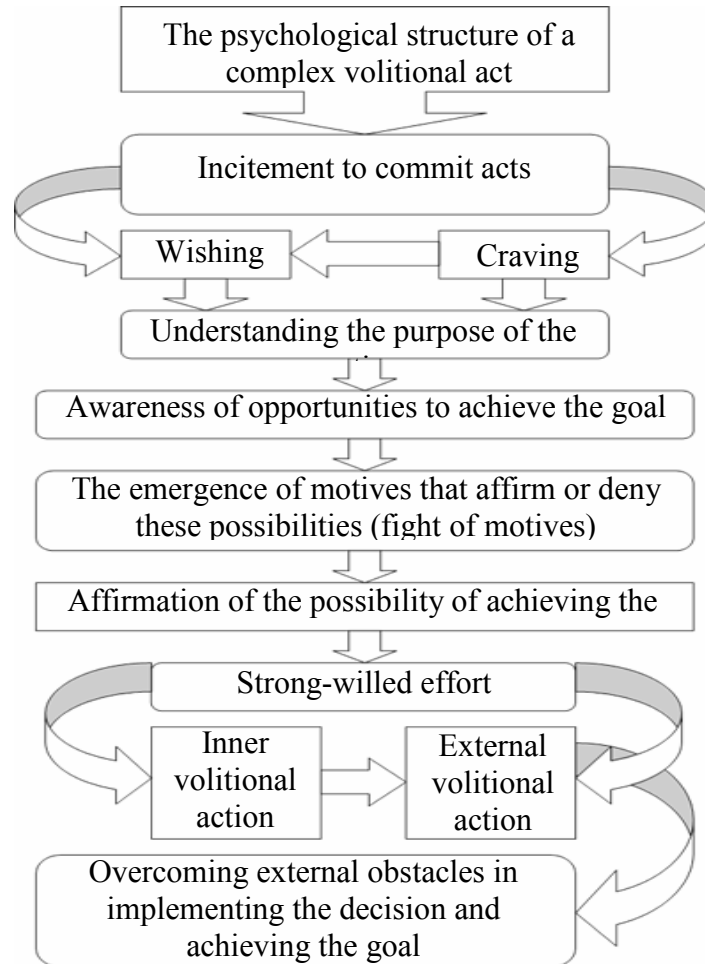 The psychological structure of a
complex volitional act
Incitement to commit acts
Wishing
Craving
Understanding the purpose of the
Awareness of opportunities to achieve the goal
The emergence of motives that affirm or deny
these possibilities (fight of motives)
Affirmation of the possibility of achieving the
Strong-willed effort
Inner
volitional
action
External
volitional
action
Overcoming external obstacles in
implementing the decision and
achieving the goal